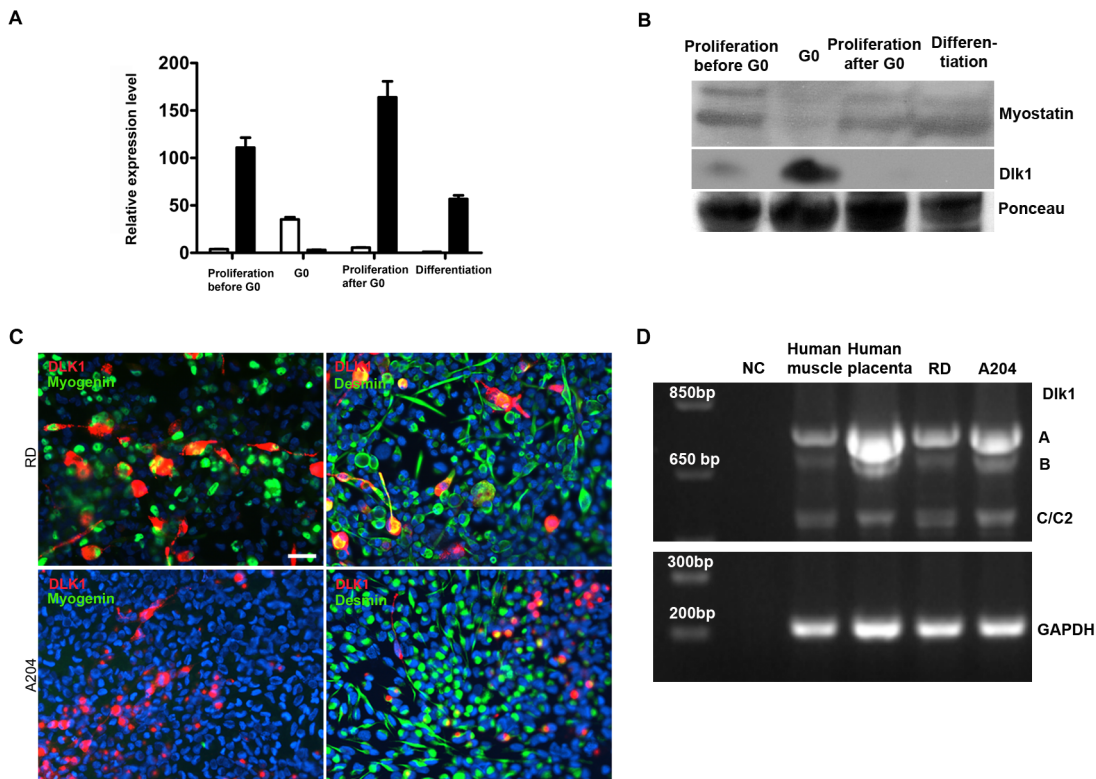 A
Relative expression level
200
150
100
50
0
Proliferation
before G0
G0
Proliferation
after G0
Differentiation
B
Proliferation
before G0
G0
Proliferation
after G0
Differen-
tiation
Myostatin
Dlk1
Ponceau
C
DLK1
Myogenin
DLK1
Desmin
RD
DLK1
Myogenin
DLK1
Desmin
A204
D
NC
Human
muscle
Human
placenta
RD
A204
850bp
Dlk1
A
650 bp
B
C/C2
300bp
200bp
GAPDH